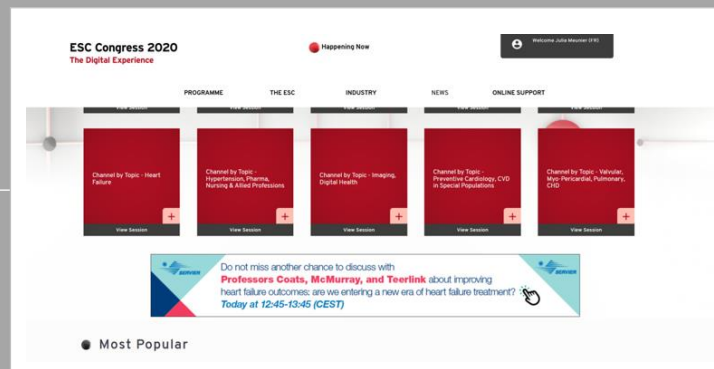 ESC Congress 2020
The Digital Experience
Happening Now
Welcome Julia Meunier (FR)
PROGRAMME THE ESC INDUSTRY NEWS ONLINE SUPPORT
View Session View Session View Session View Session View Session
Channel by Topic - Heart
Failure
Channel by Topic -
Hypertension, Pharma,
Nursing & Allied Professions
Channel by Topic - Imaging,
Digital Health
Channel by Topic -
Preventive Cardiology, CVD
in Special Populations
Channel by Topic - Valvular,
Myo-Pericardial, Pulmonary,
CHD
+ + + + +
View Session View Session View Session View Session View Session
SERVIER
Do not miss another chance to discuss with
Professors Coats, McMurray, and Teerlink about improving
heart failure outcomes: are we entering a new era of heart failure treatment?
Today at 12:45-13:45 (CEST)
SERVIER
Most Popular